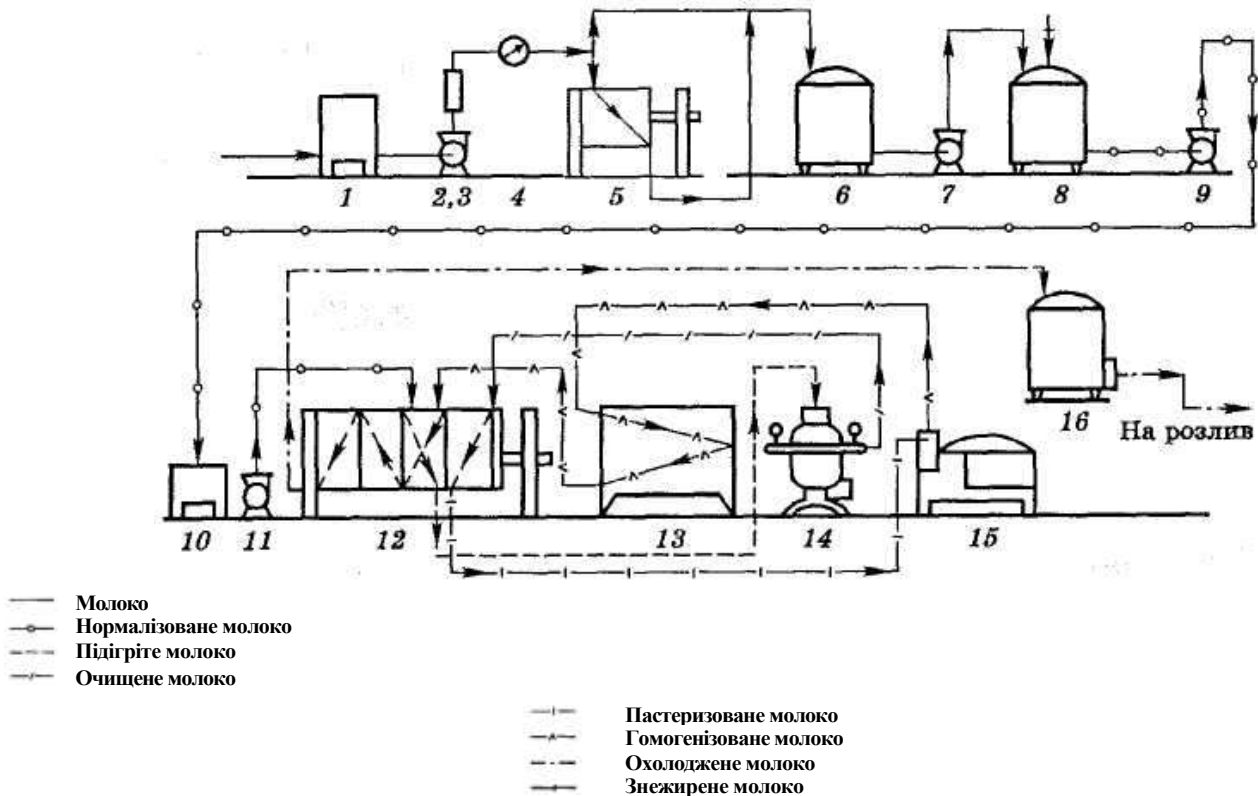 1 2,3 4 5 6 7 8 9
16
На розлив
10 11 12 13 14 15
Молоко
Нормалізоване молоко
Підігріте молоко
Очищене молоко
Пастеризоване молоко
Гомогенізоване молоко
Охолоджене молоко
Знежирене молоко